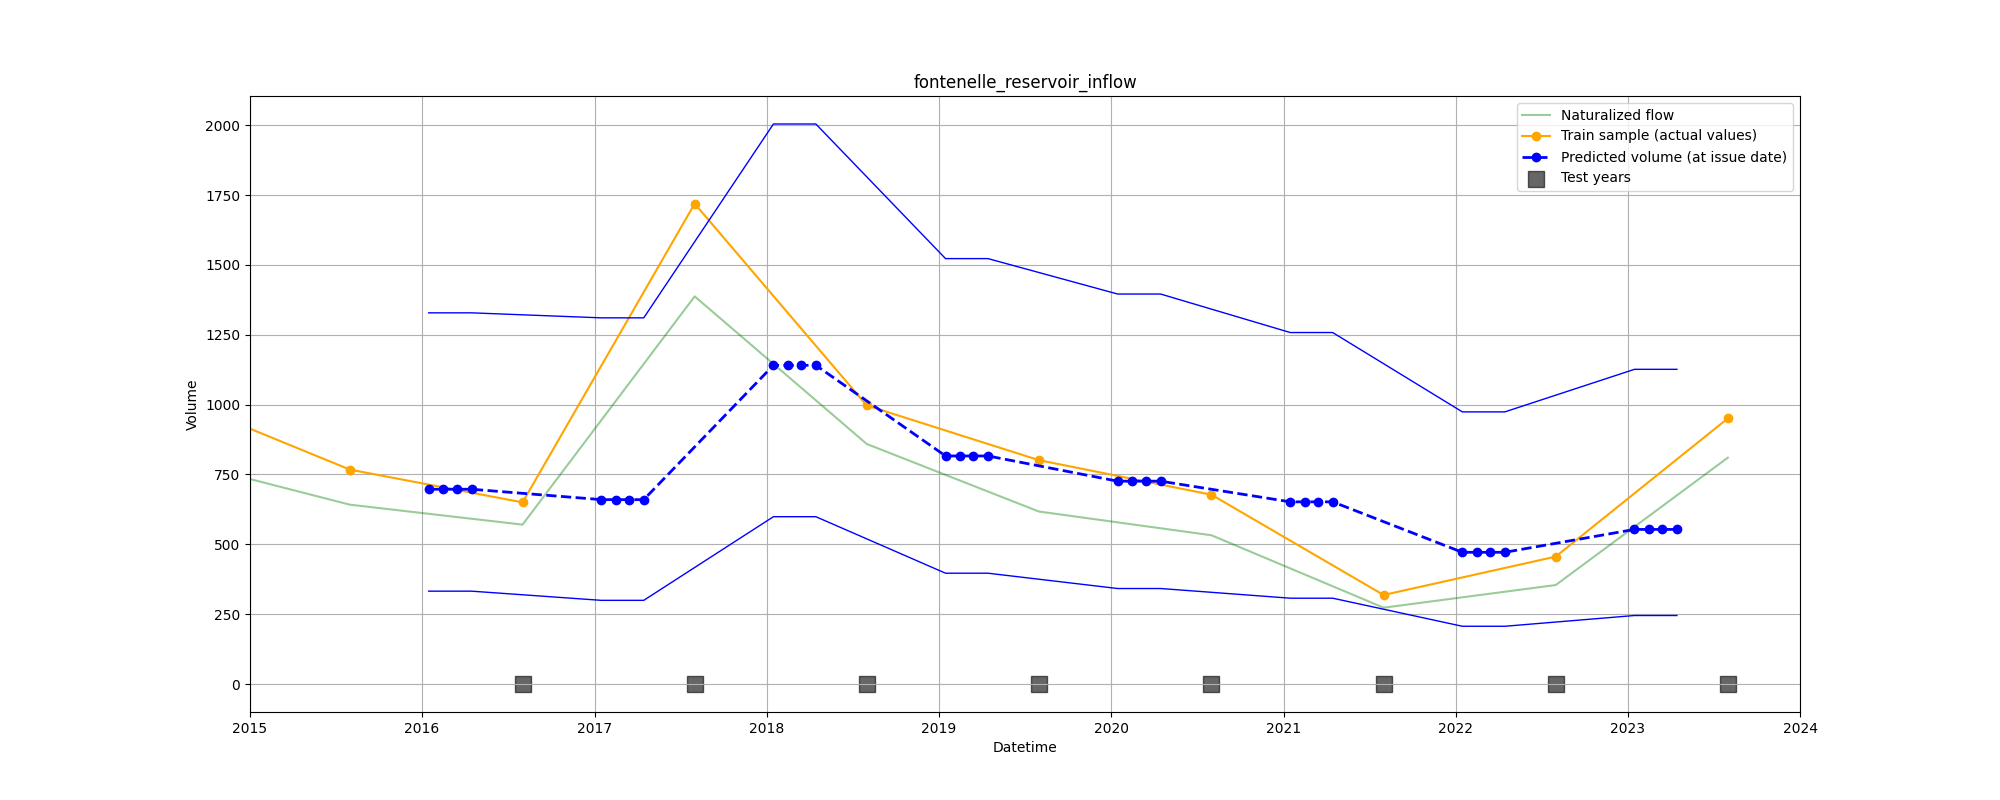 fontenelle_reservoir_inflow
Naturalized flow
Train sample (actual values)
Predicted volume (at issue date)
Test years
Volume
2000
1750
1500
1250
1000
750
500
250
0
2015 2016 2017 2018 2019 2020 2021 2022 2023 2024
Datetime